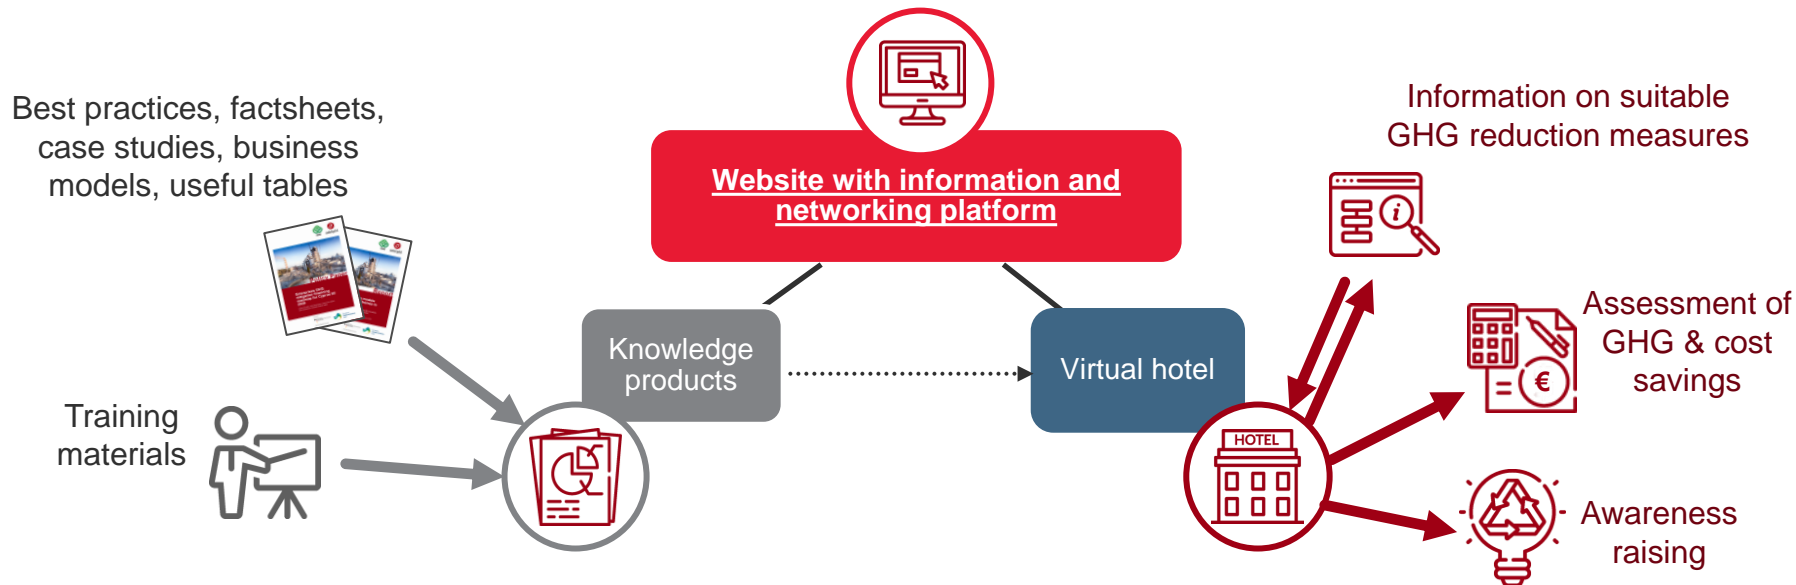 Best practices, factsheets,
case studies, business
models, useful tables
Training
materials
Website with information and
networking platform
Knowledge
products
Virtual hotel
HOTEL
Information on suitable
GHG reduction measures
i
Assessment of
GHG & cost
savings
€
Awareness
raising